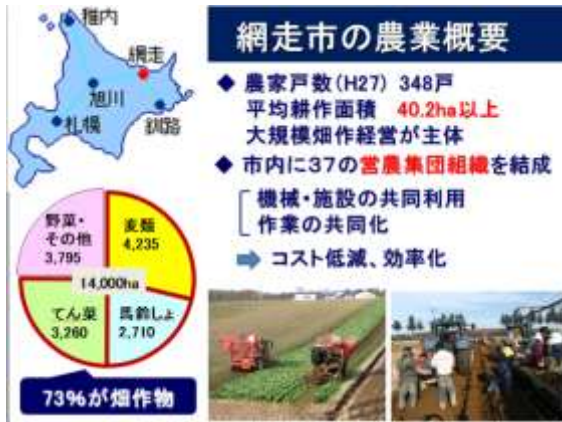 網走市の農業概要
稚内
網走
旭川
札幌
釧路
◆ 農家戸数(H27) 348戸
平均耕作面積 40.2ha以上
大規模畑作経営が主体
◆ 市内に37の営農集団組織を結成
機械・施設の共同利用
作業の共同化
➡ コスト低減、効率化
野菜・
その他
3,795
麦類
4,235
14,000ha
てん菜
3,260
馬鈴しょ
2,710
73%が畑作物